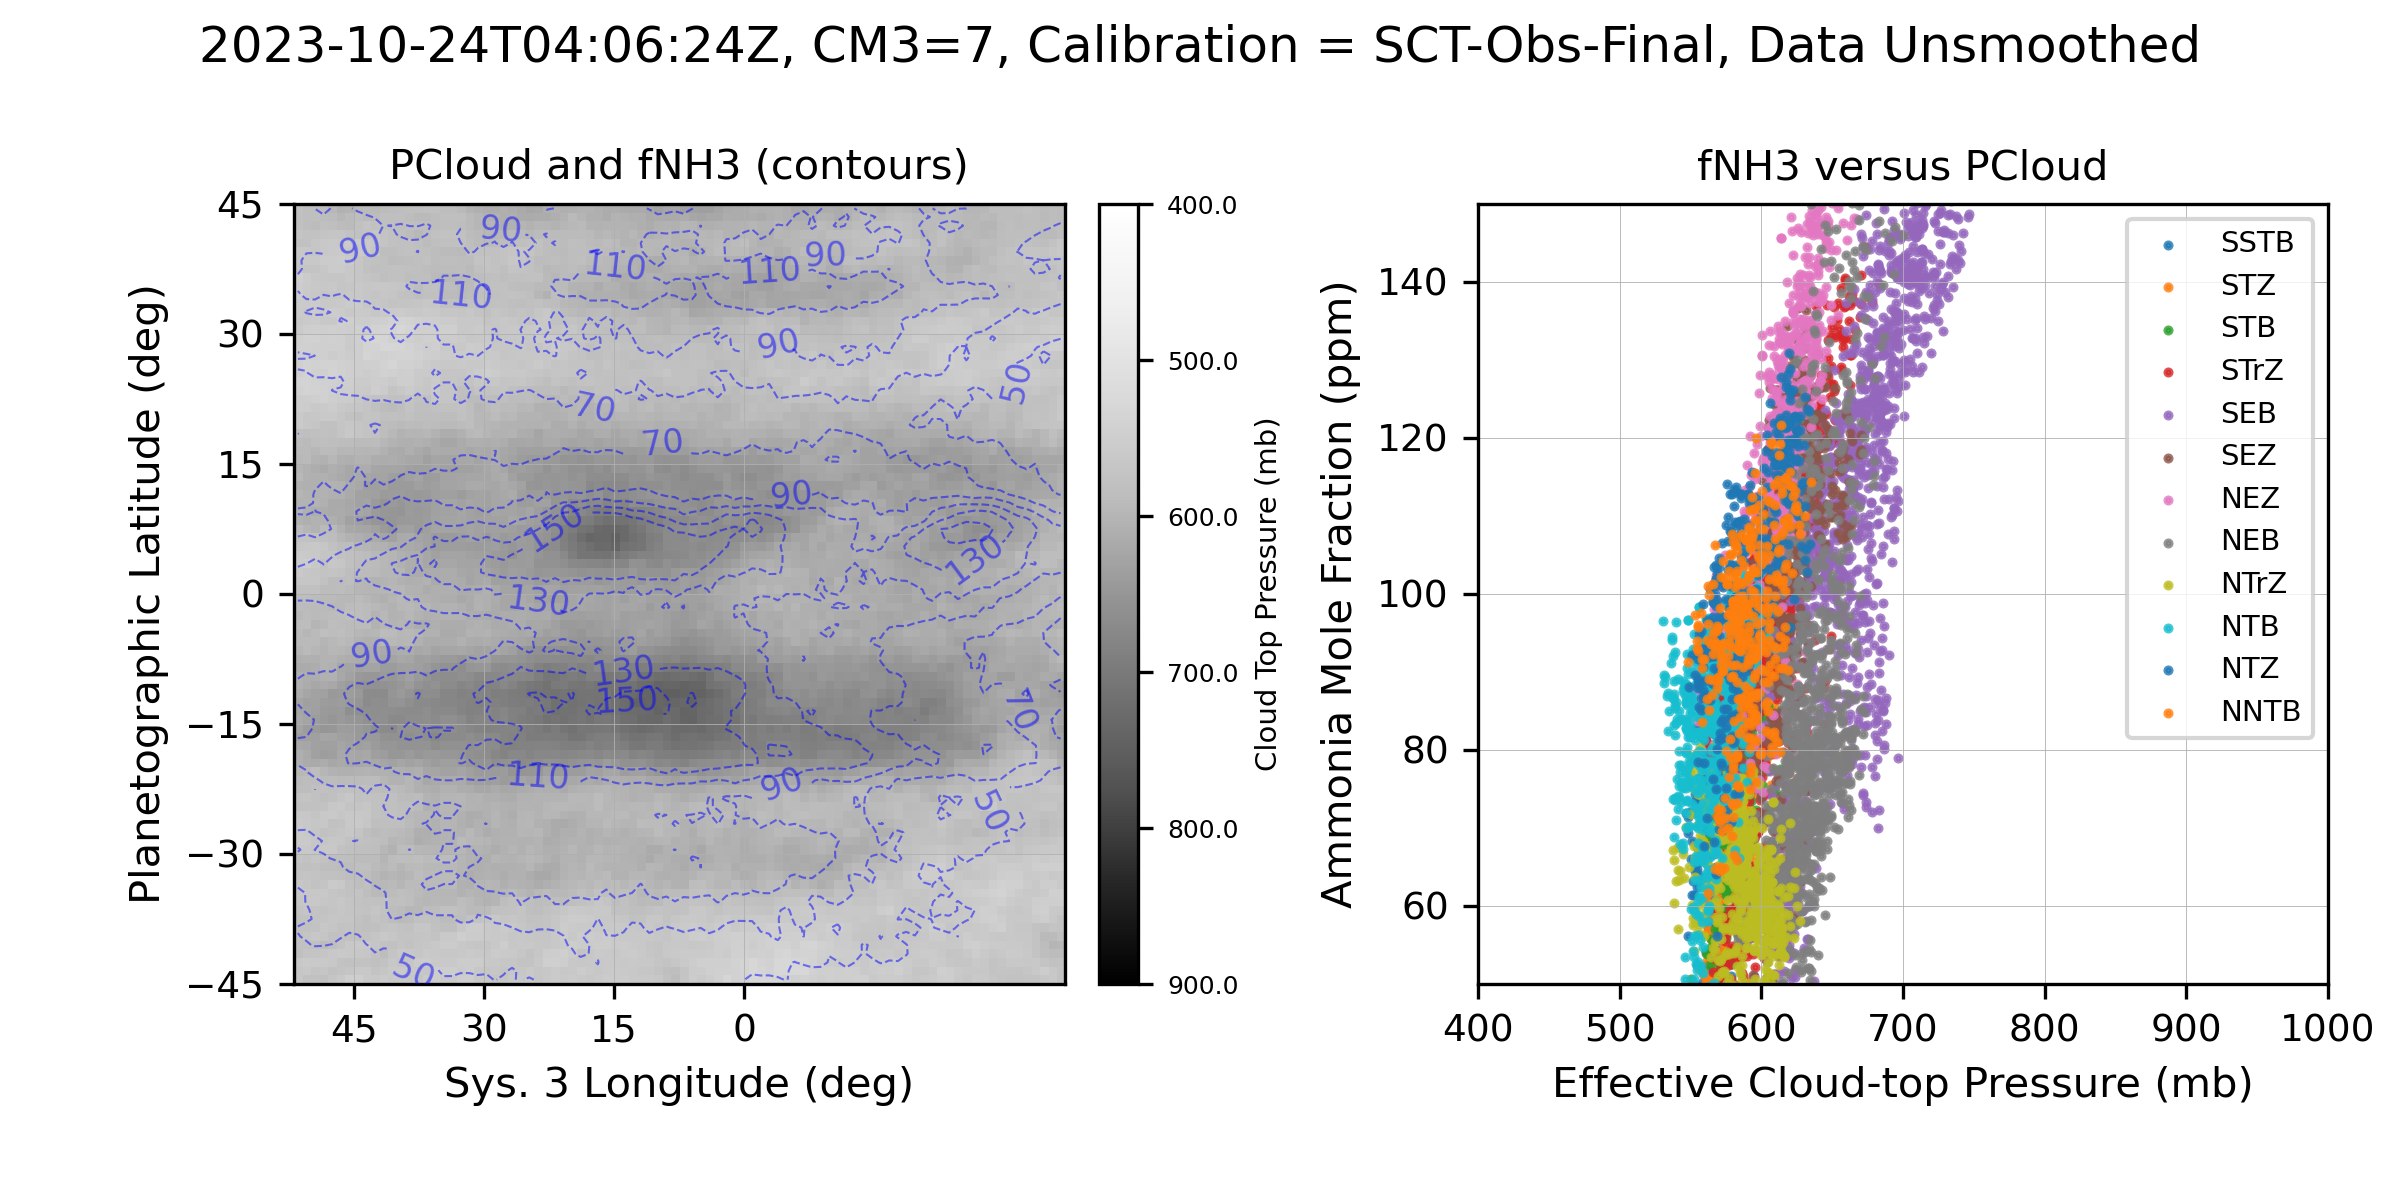 2023-10-24T04:06:24Z, CM3=7, Calibration = SCT-Obs-Final, Data Unsmoothed
PCloud and fNH3 (contours)
45
30
15
0
−15
−30
−45
Planetographic Latitude (deg)
45
30
15
0
Sys. 3 Longitude (deg)
90
90
110
90
110
110
90
50
70
70
90
150
130
130
90
130
150
70
110
90
50
50
400.0
500.0
600.0
700.0
800.0
900.0
Cloud Top Pressure (mb)
fNH3 versus PCloud
140
120
100
80
60
Ammonia Mole Fraction (ppm)
400
500
600
700
800
900
1000
Effective Cloud-top Pressure (mb)
SSTB
STZ
STB
STrZ
SEB
SEZ
NEZ
NEB
NTrZ
NTB
NTZ
NNTB